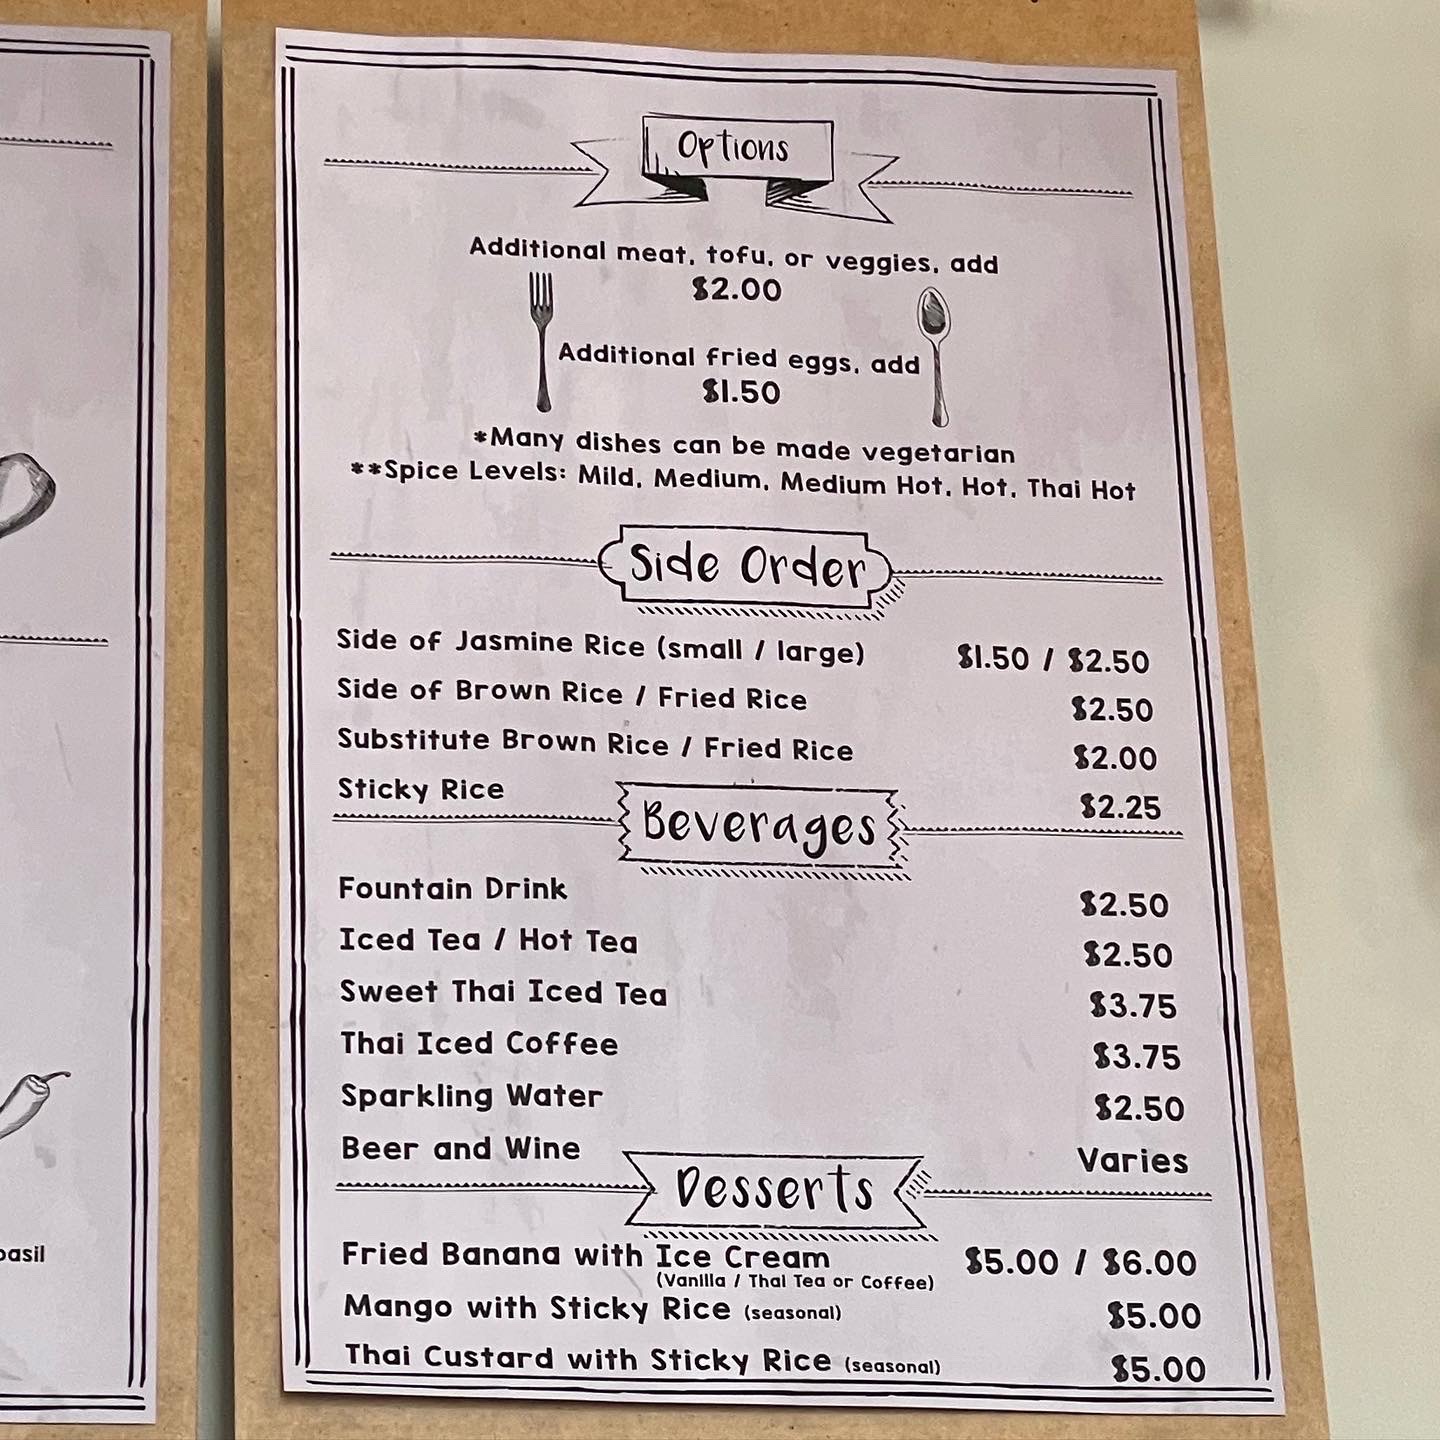 Options
Additional meat, tofu, or veggies, add
$2.00
Additional fried eggs, add
$1.50
*Many dishes can be made vegetarian
**Spice Levels: Mild, Medium, Medium Hot, Hot, Thai Hot
Side Order
Side of Jasmine Rice (small / large) $1.50 / $2.50
Side of Brown Rice / Fried Rice $2.50
Substitute Brown Rice / Fried Rice $2.00
Sticky Rice $2.25
Beverages
Fountain Drink $2.50
Iced Tea / Hot Tea $2.50
Sweet Thai Iced Tea $3.75
Thai Iced Coffee $3.75
Sparkling Water $2.50
Beer and Wine Varies
Desserts
Fried Banana with Ice Cream $5.00 / $6.00
(Vanilla / Thai Tea or Coffee)
Mango with Sticky Rice (seasonal) $5.00
Thai Custard with Sticky Rice (seasonal) $5.00
basil